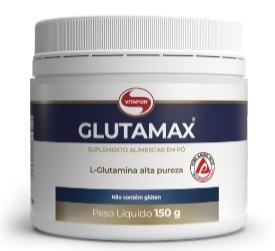 VITAFOR
GLUTAMAX®
SUPLEMENTO ALIMENTAR EM PÓ
L-Glutamina alta pureza
Não contém glúten
Peso Líquido 150 g